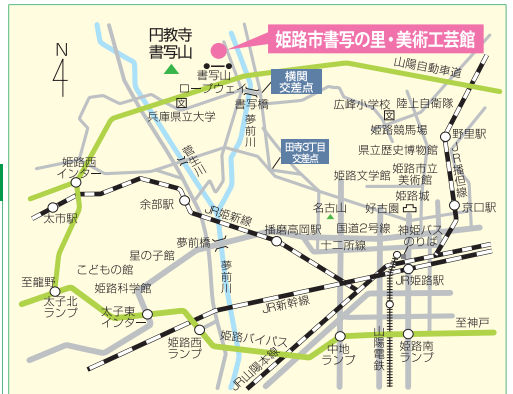 円教寺
書写山
姫路市書写の里・美術工芸館
N
書写山
ロープウェイ
横関
交差点
山陽自動車道
書写橋
兵庫県立大学
夢前川
広峰小学校
陸上自衛隊
姫路競馬場
野里駅
菅生川
田寺3丁目
交差点
県立歴史博物館
JR播但線
姫路西
インター
姫路文学館
姫路市立
美術館
姫路城
太市駅
余部駅
JR姫新線
名古山
好古園
京口駅
播磨高岡駅
国道2号線
神姫バス
のりば
十二所線
夢前橋
星の子館
こどもの館
夢前川
至龍野
姫路科学館
JR姫路駅
太子北
ランプ
太子東
インター
JR新幹線
姫路西
ランプ
姫路バイパス
至神戸
山陽電鉄
中地
ランプ
姫路南
ランプ
JR山陽本線